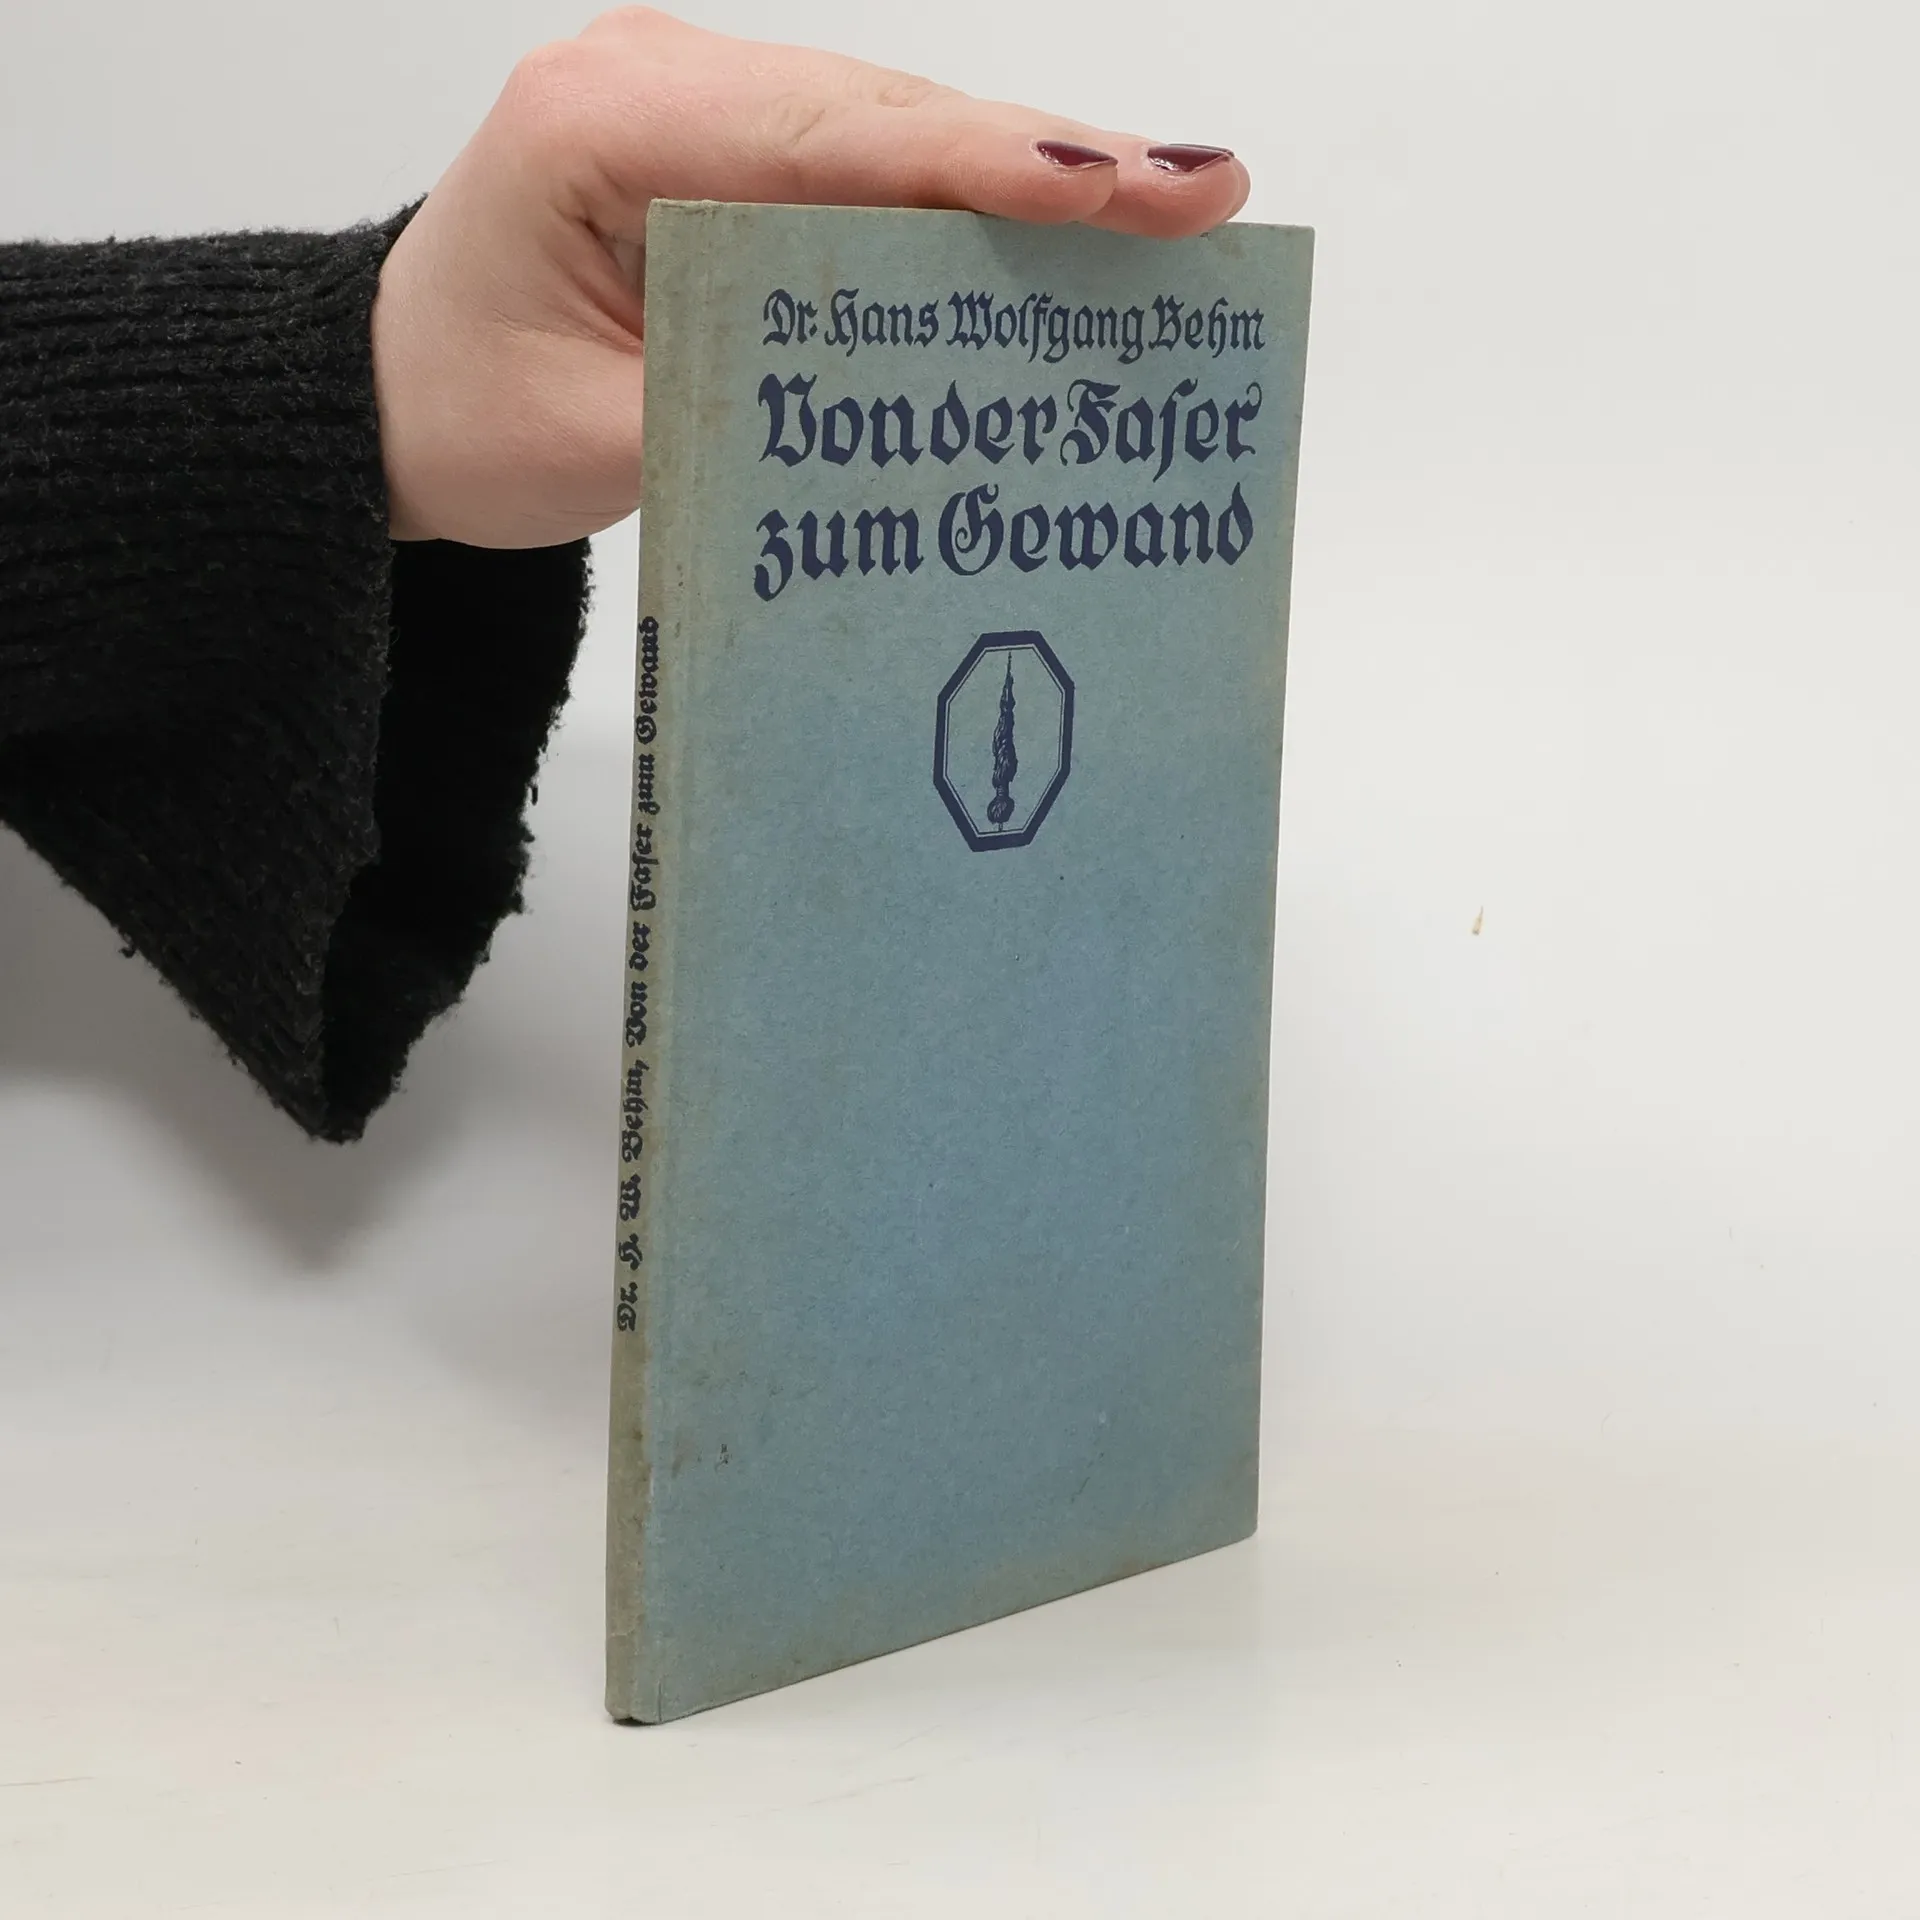 Dr. Hans Wolfgang Behm
Von der Faser
zum Gewand
Dr. H. W. Behm, Von der Faser zum Gewand